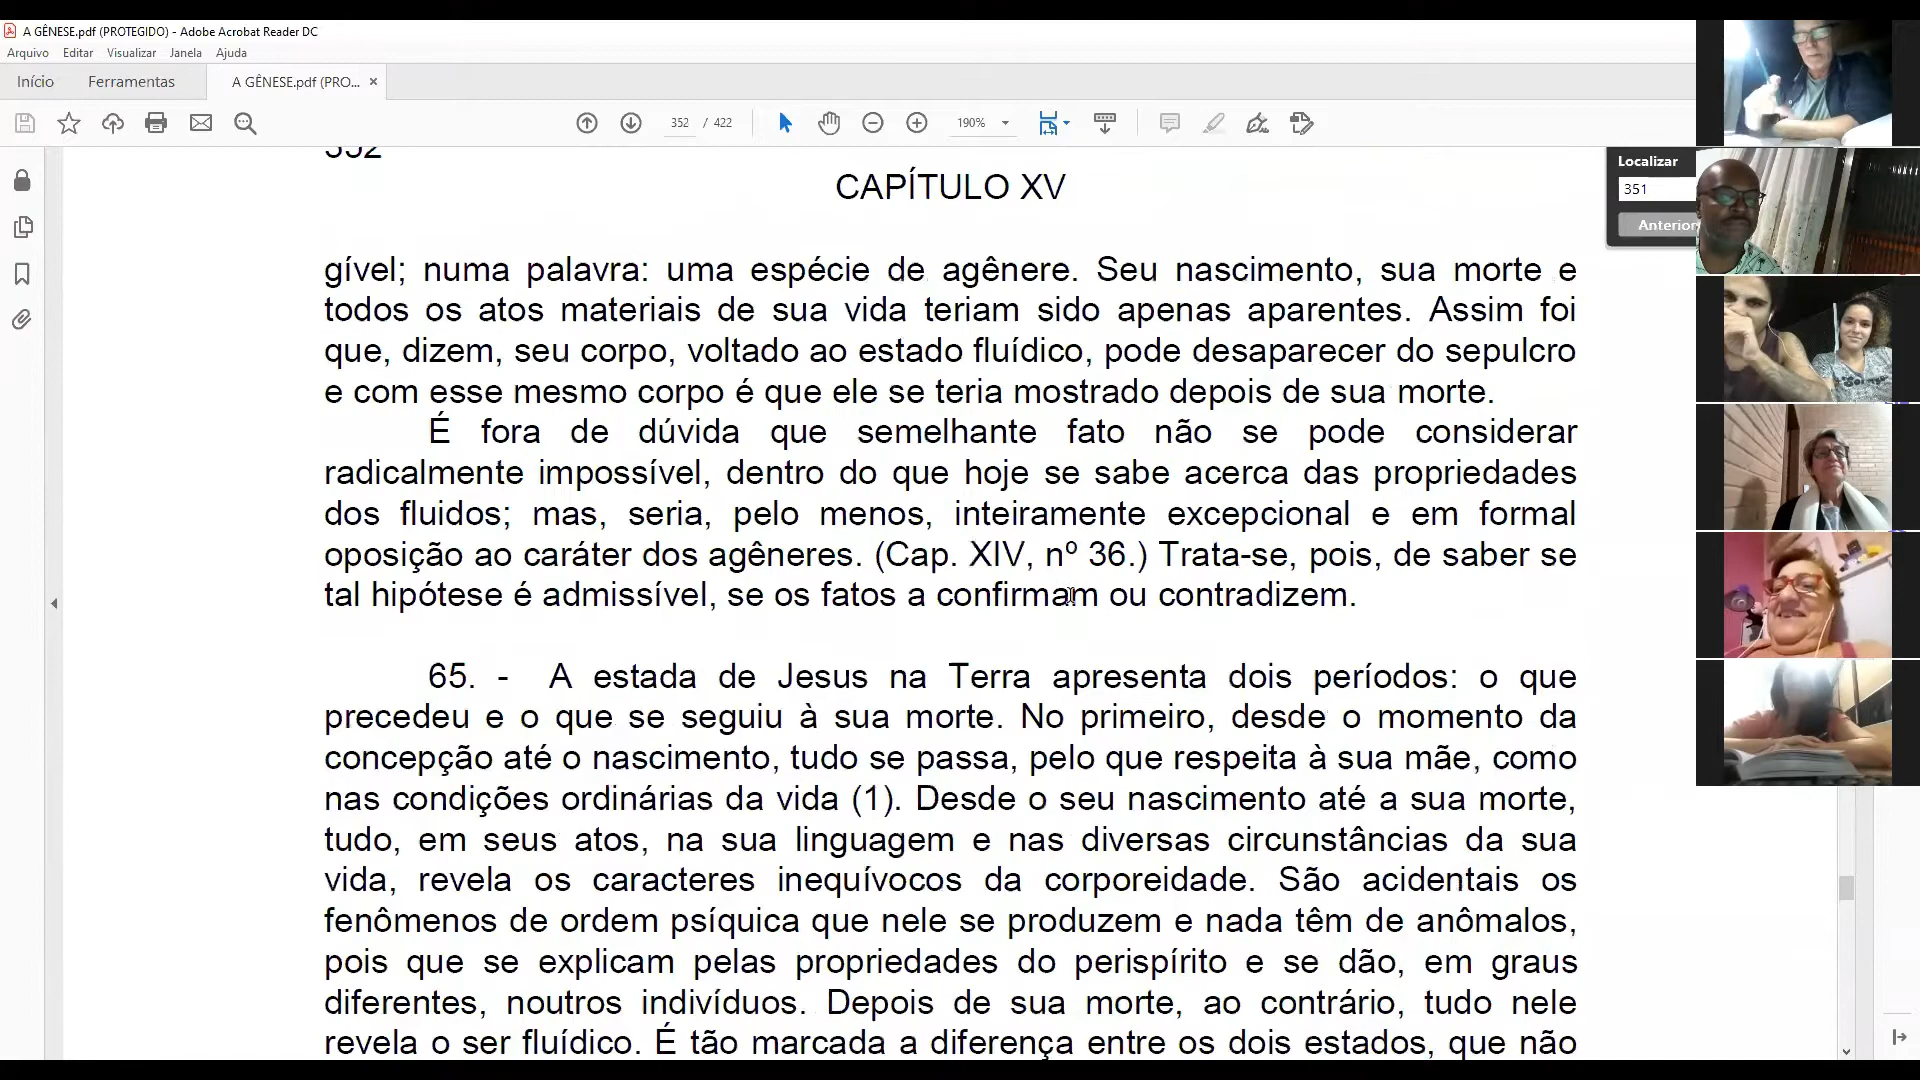 A GÊNESE.pdf (PROTEGIDO) - Adobe Acrobat Reader DC
Arquivo Editar Visualizar Janela Ajuda
Início Ferramentas A GÊNESE.pdf (PRO... ×
352 / 422 190%
Localizar
351
Anterior
352
CAPÍTULO XV
gível; numa palavra: uma espécie de agênere. Seu nascimento, sua morte e
todos os atos materiais de sua vida teriam sido apenas aparentes. Assim foi
que, dizem, seu corpo, voltado ao estado fluídico, pode desaparecer do sepulcro
e com esse mesmo corpo é que ele se teria mostrado depois de sua morte.
É fora de dúvida que semelhante fato não se pode considerar
radicalmente impossível, dentro do que hoje se sabe acerca das propriedades
dos fluidos; mas, seria, pelo menos, inteiramente excepcional e em formal
oposição ao caráter dos agêneres. (Cap. XIV, nº 36.) Trata-se, pois, de saber se
tal hipótese é admissível, se os fatos a confirmam ou contradizem.
65. - A estada de Jesus na Terra apresenta dois períodos: o que
precedeu e o que se seguiu à sua morte. No primeiro, desde o momento da
concepção até o nascimento, tudo se passa, pelo que respeita à sua mãe, como
nas condições ordinárias da vida (1). Desde o seu nascimento até a sua morte,
tudo, em seus atos, na sua linguagem e nas diversas circunstâncias da sua
vida, revela os caracteres inequívocos da corporeidade. São acidentais os
fenômenos de ordem psíquica que nele se produzem e nada têm de anômalos,
pois que se explicam pelas propriedades do perispírito e se dão, em graus
diferentes, noutros indivíduos. Depois de sua morte, ao contrário, tudo nele
revela o ser fluídico. É tão marcada a diferença entre os dois estados, que não